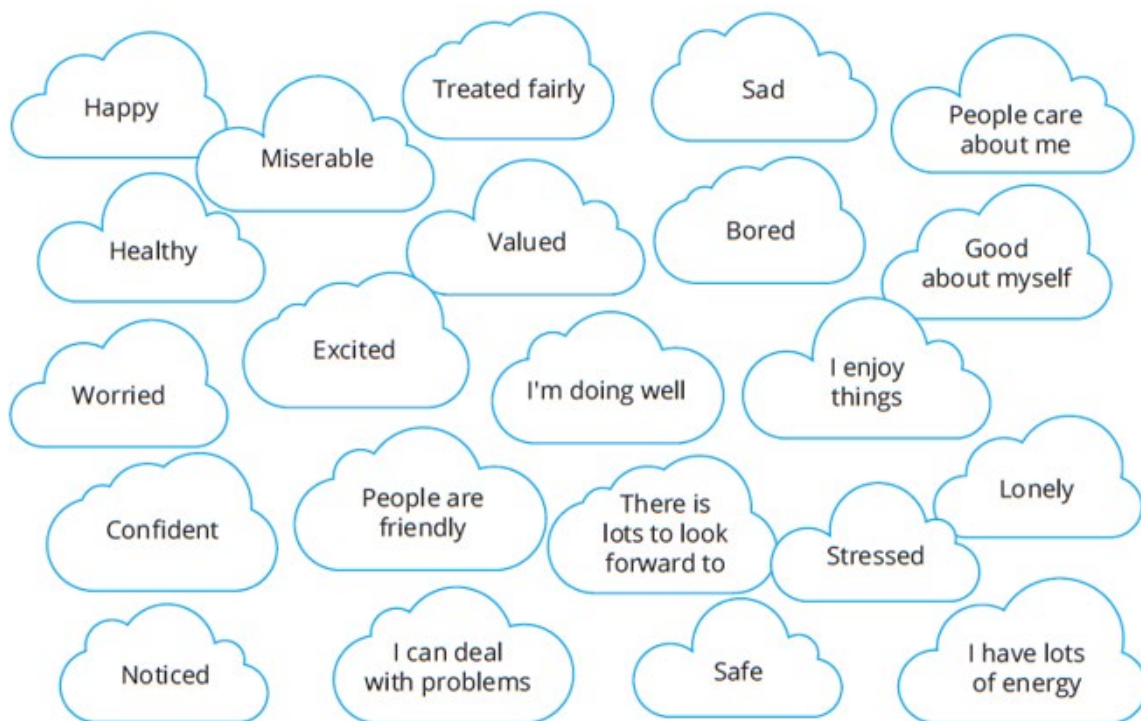 Happy
Miserable
Treated fairly
Sad
People care
about me
Healthy
Valued
Bored
Good
about myself
Worried
Excited
I'm doing well
I enjoy
things
Confident
People are
friendly
There is
lots to look
forward to
Stressed
Lonely
Noticed
I can deal
with problems
Safe
I have lots
of energy